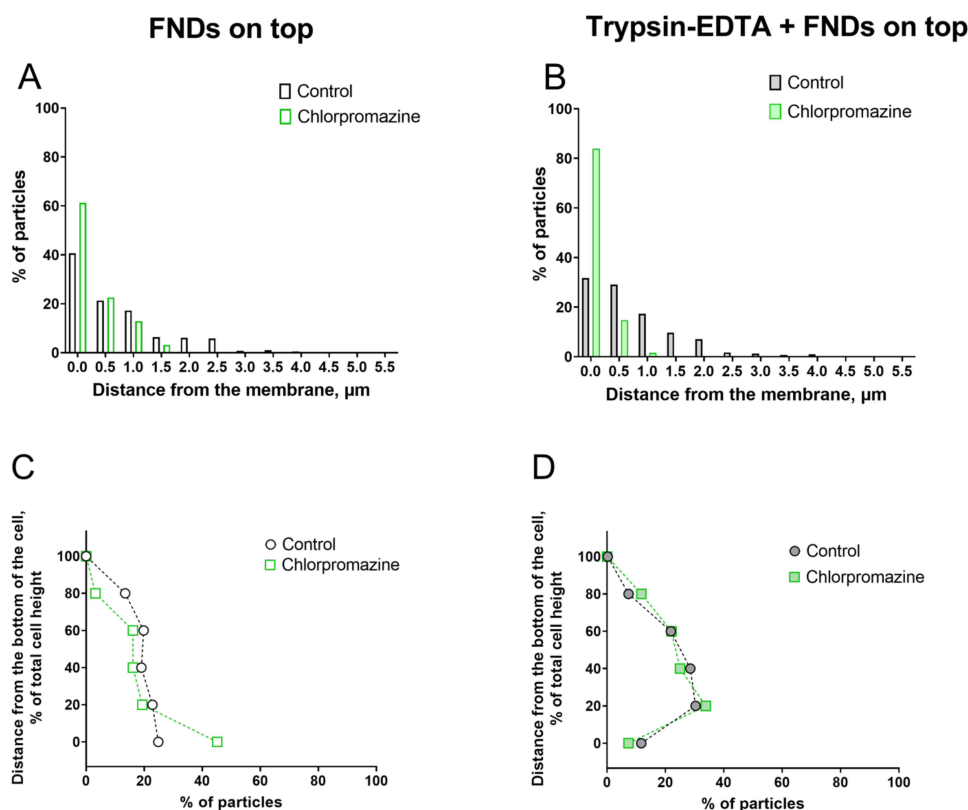 FNDs on top
Trypsin-EDTA + FNDs on top
A
Control
Chlorpromazine
100
80
60
40
20
0
% of particles
0.0 0.5 1.0 1.5 2.0 2.5 2.9 3.4 3.9 4.5 5.0 5.5
Distance from the membrane, µm
B
Control
Chlorpromazine
100
80
60
40
20
0
% of particles
0.0 0.5 1.0 1.5 2.0 2.4 2.9 3.4 3.9 4.5 5.0 5.5
Distance from the membrane, µm
C
Control
Chlorpromazine
Distance from the bottom of the cell,
% of total cell height
100
80
60
40
20
0
0 20 40 60 80 100
% of particles
D
Control
Chlorpromazine
Distance from the bottom of the cell,
% of total cell height
100
80
60
40
20
0
0 20 40 60 80 100
% of particles